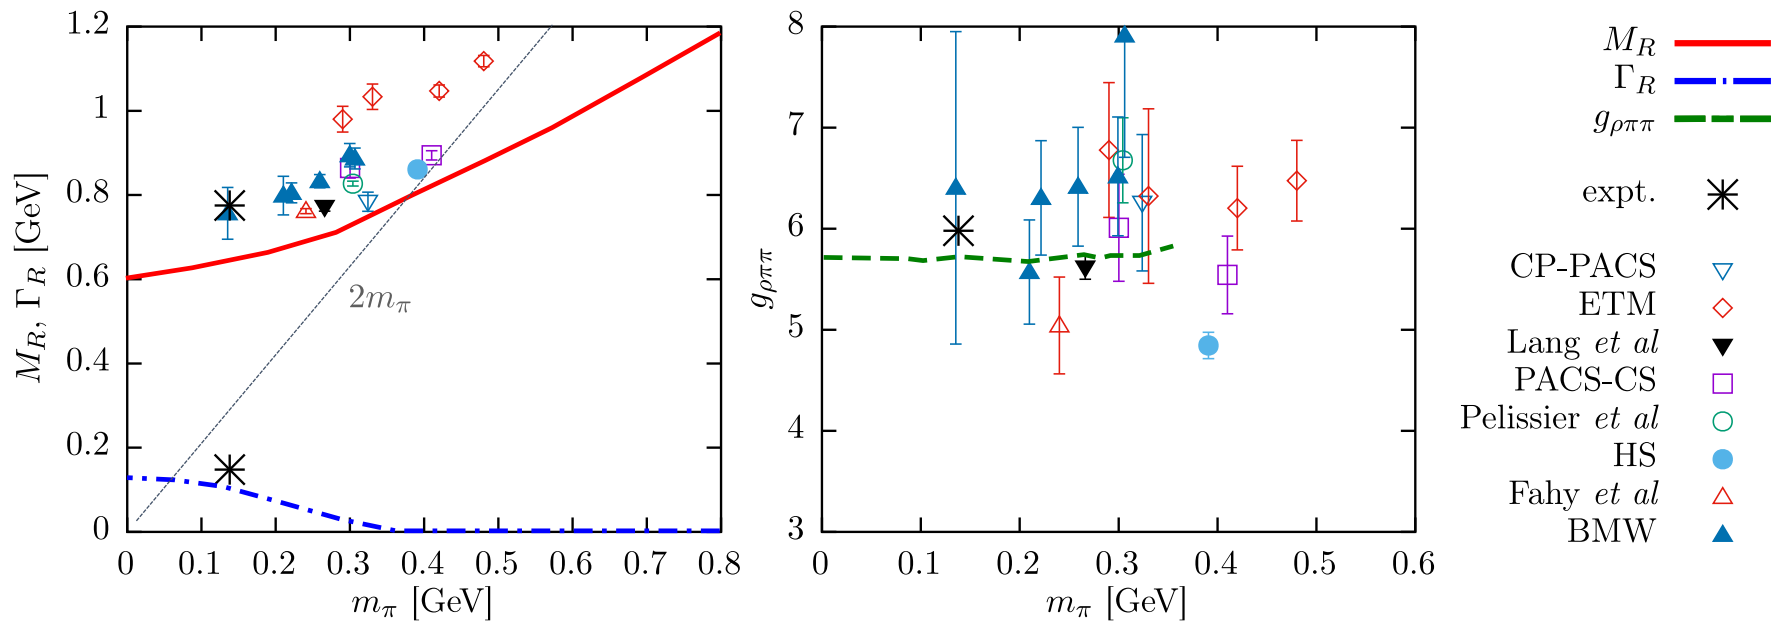 1.2
1
0.8
0.6
0.4
0.2
0
M_R, Γ_R [GeV]
2m_π
0 0.1 0.2 0.3 0.4 0.5 0.6 0.7 0.8
m_π [GeV]
8
7
6
5
4
3
g_ρππ
0 0.1 0.2 0.3 0.4 0.5 0.6
m_π [GeV]
M_R
Γ_R
g_ρππ
expt.
CP-PACS
ETM
Lang et al
PACS-CS
Pelissier et al
HS
Fahy et al
BMW